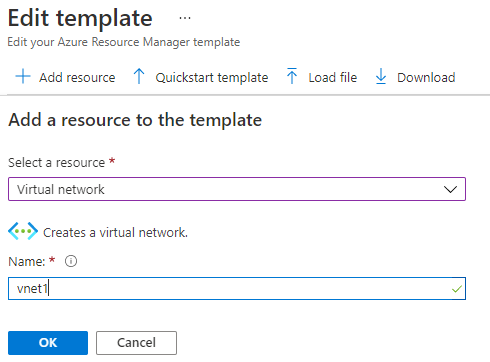 Edit template ...
Edit your Azure Resource Manager template
Add resource Quickstart template Load file Download
Add a resource to the template
Select a resource *
Virtual network
Creates a virtual network.
Name: *
vnet1
OK Cancel